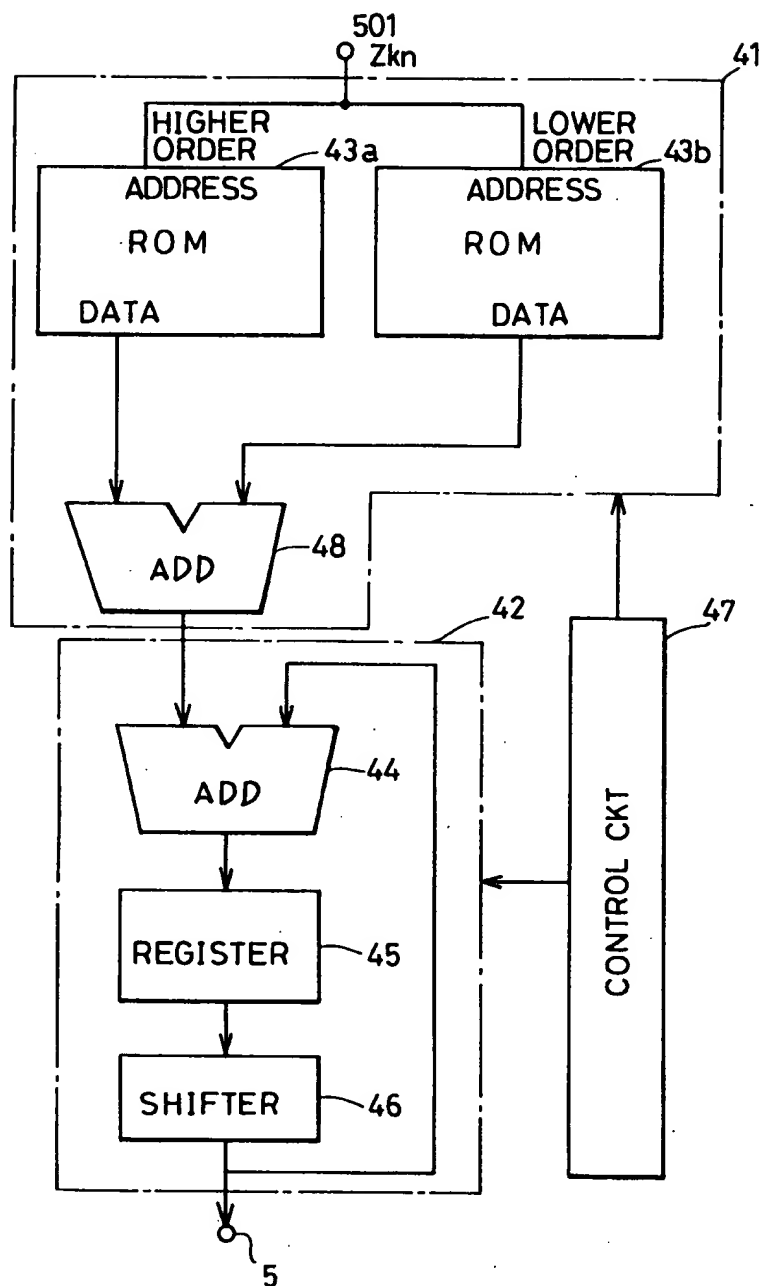 501
Zkn
41
HIGHER
ORDER
LOWER
ORDER
43a
43b
ADDRESS
ROM
DATA
ADDRESS
ROM
DATA
ADD
48
42
47
ADD
44
REGISTER
45
SHIFTER
46
CONTROL CKT
5